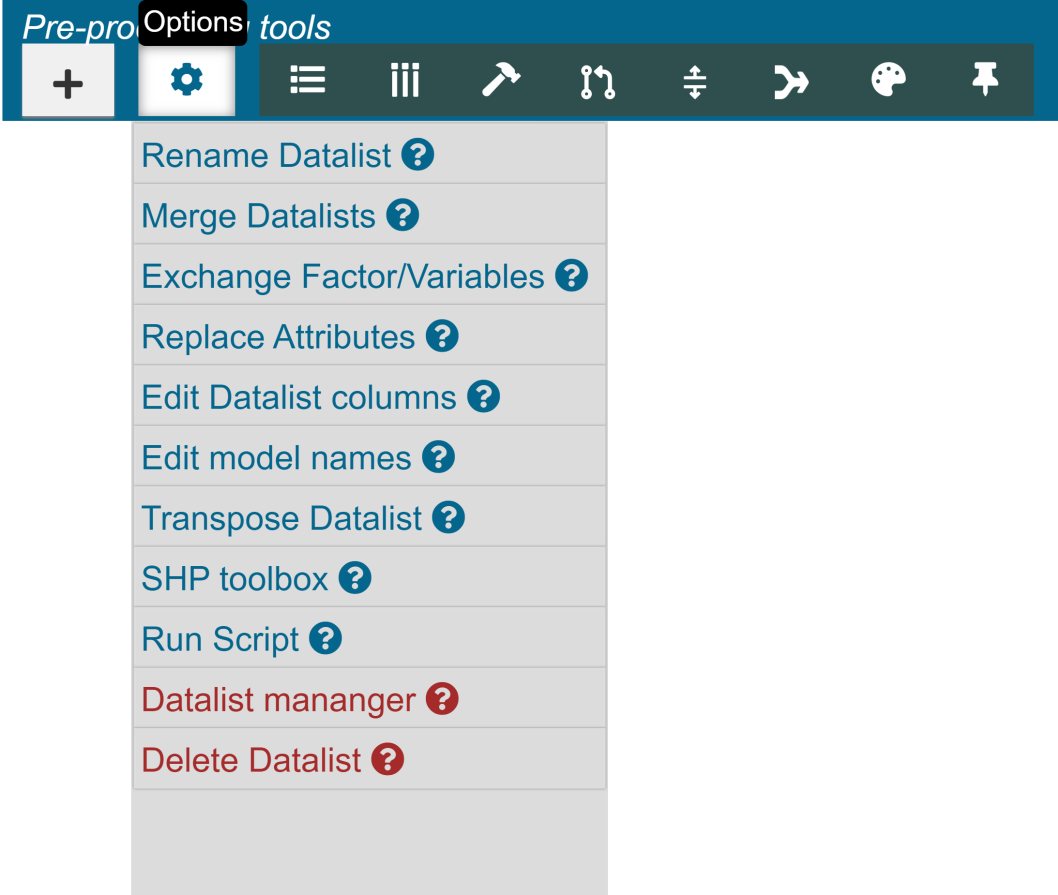 Pre-pro tools
Options
Rename Datalist
Merge Datalists
Exchange Factor/Variables
Replace Attributes
Edit Datalist columns
Edit model names
Transpose Datalist
SHP toolbox
Run Script
Datalist mananger
Delete Datalist